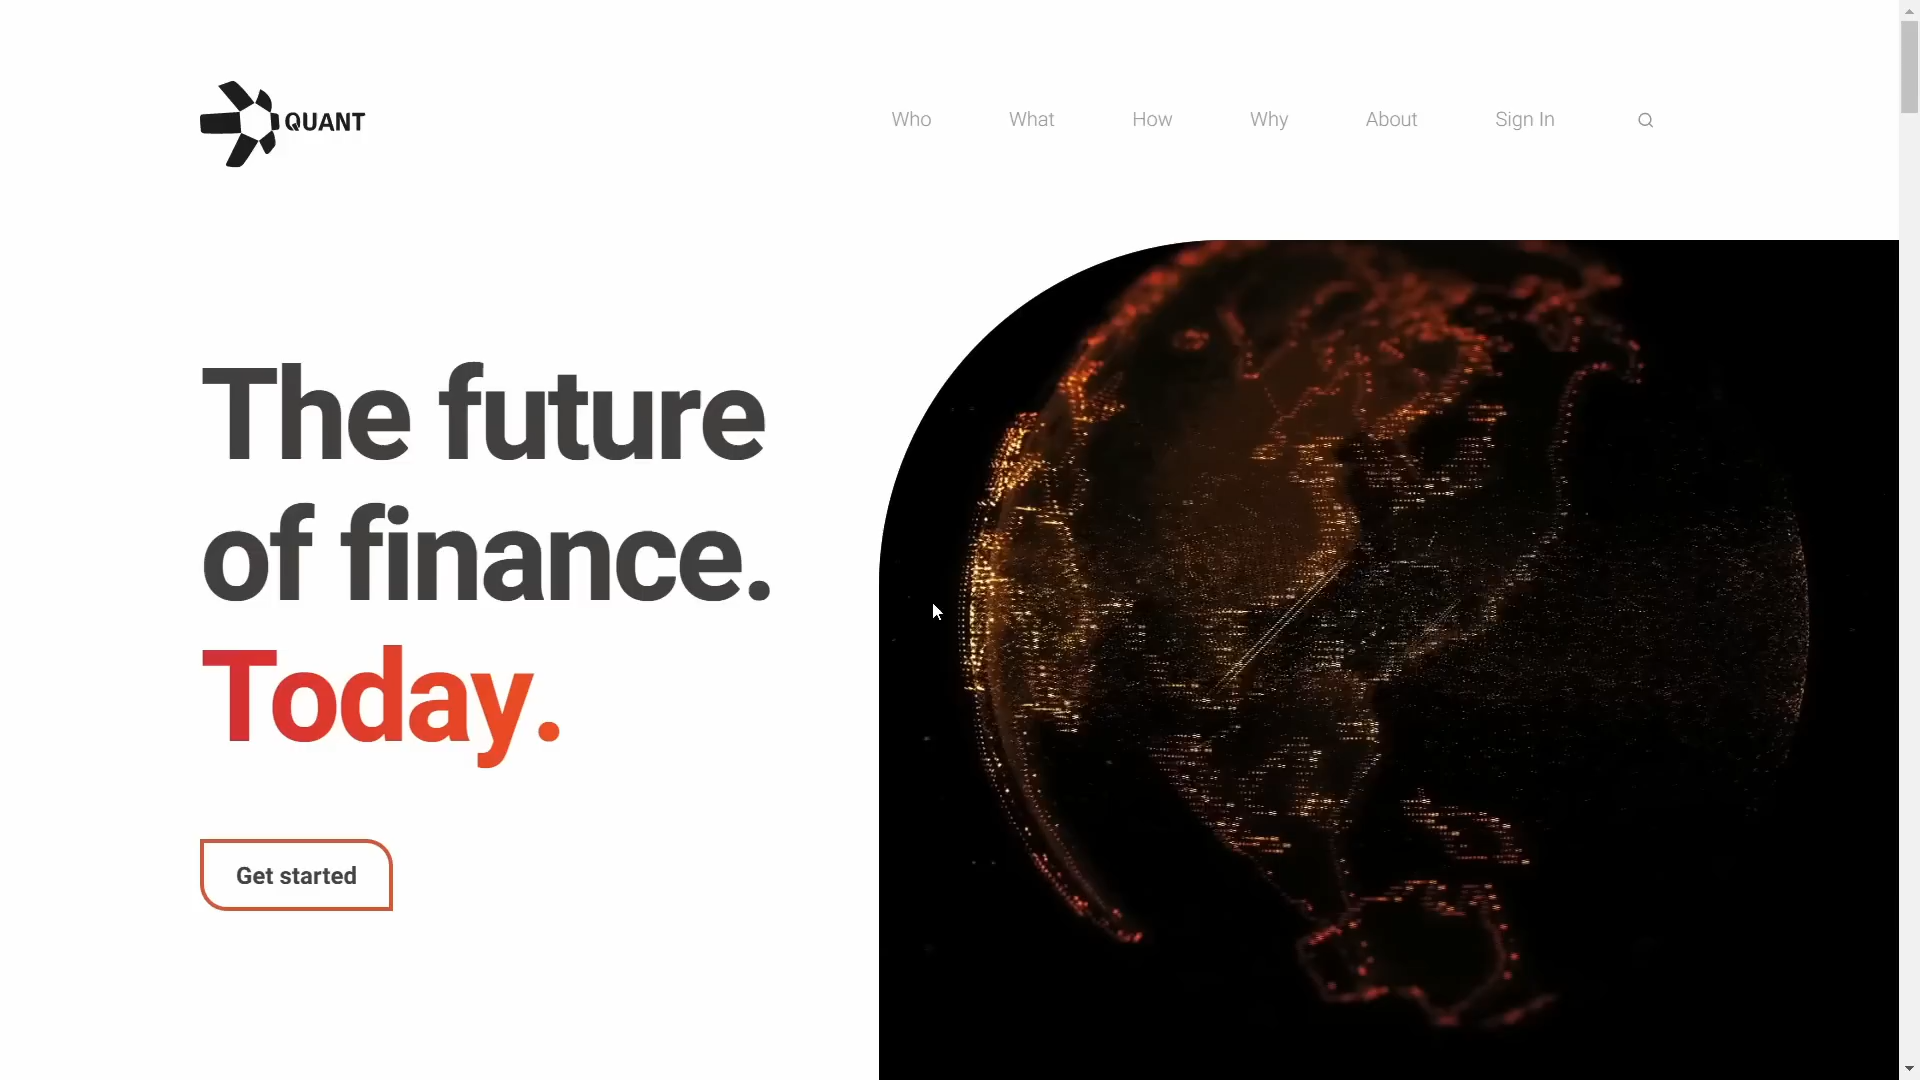 QUANT
Who What How Why About Sign In
The future
of finance.
Today.
Get started